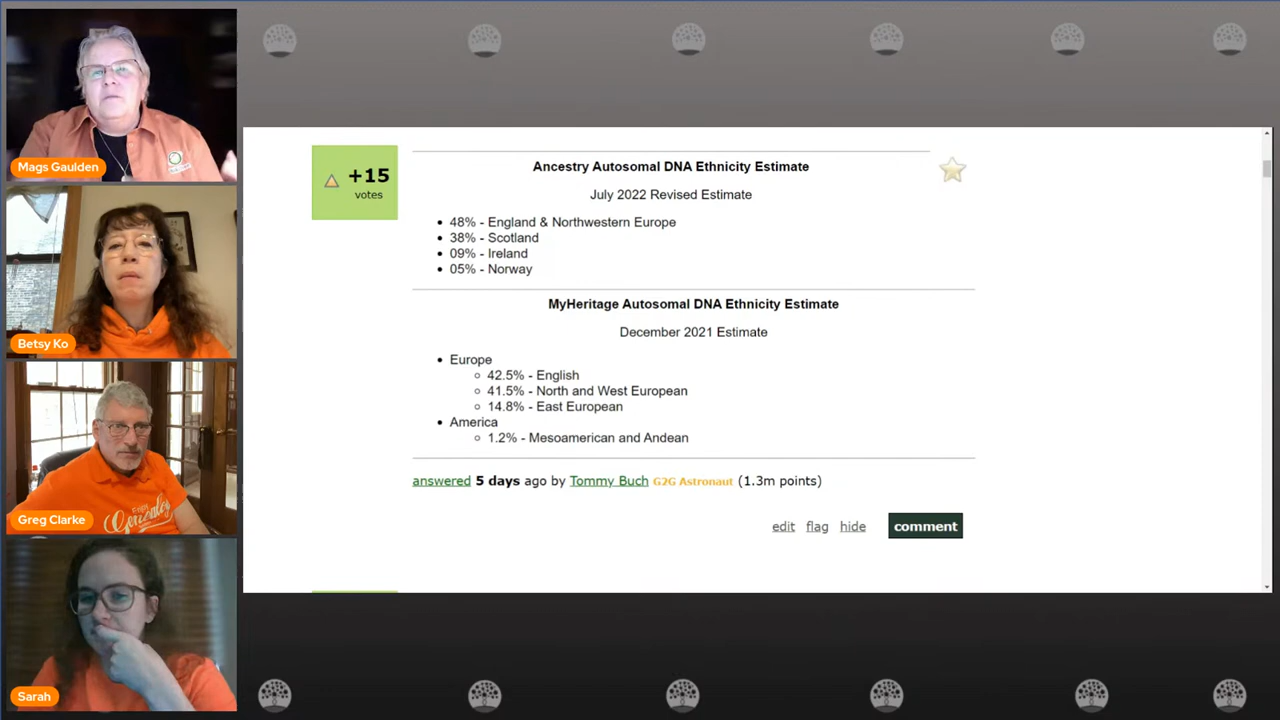 Mags Gaulden
Betsy Ko
Greg Clarke
Sarah
+15
votes
Ancestry Autosomal DNA Ethnicity Estimate
July 2022 Revised Estimate
• 48% - England & Northwestern Europe
• 38% - Scotland
• 09% - Ireland
• 05% - Norway
MyHeritage Autosomal DNA Ethnicity Estimate
December 2021 Estimate
• Europe
○ 42.5% - English
○ 41.5% - North and West European
○ 14.8% - East European
• America
○ 1.2% - Mesoamerican and Andean
answered 5 days ago by Tommy Buch G2G Astronaut (1.3m points)
edit flag hide comment